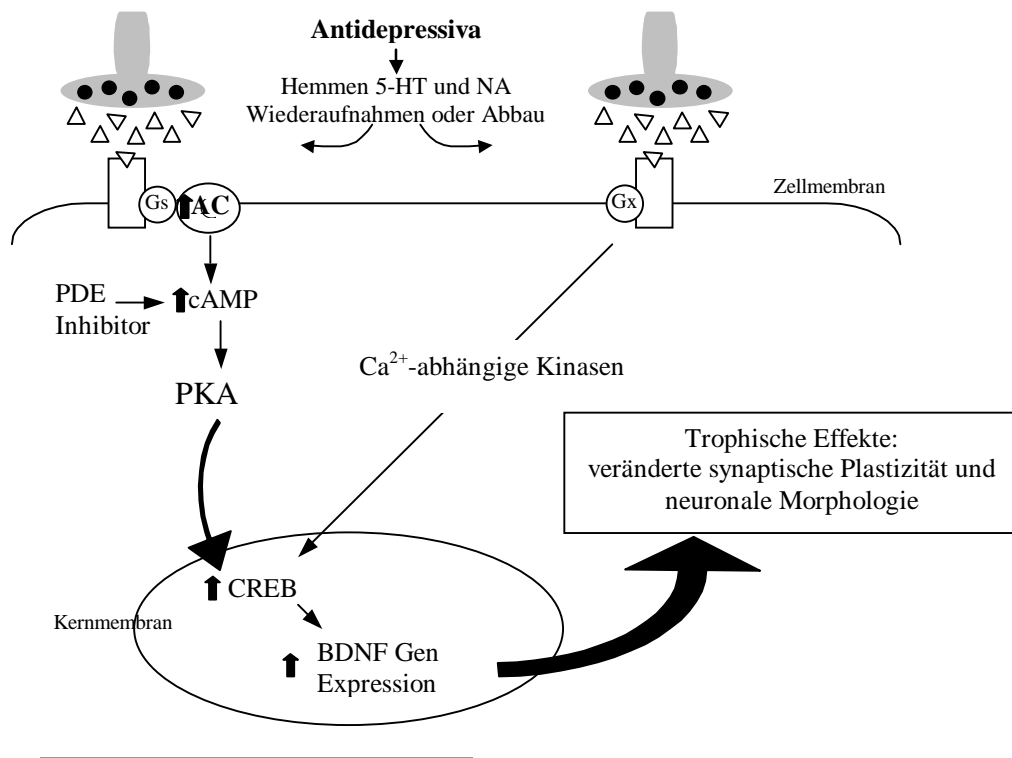 Antidepressiva
Hemmen 5-HT und NA
Wiederaufnahmen oder Abbau
Zellmembran
Gs
AC
Gx
PDE
Inhibitor
cAMP
Ca²⁺-abhängige Kinasen
PKA
Trophische Effekte:
veränderte synaptische Plastizität und
neuronale Morphologie
CREB
Kernmembran
BDNF Gen
Expression